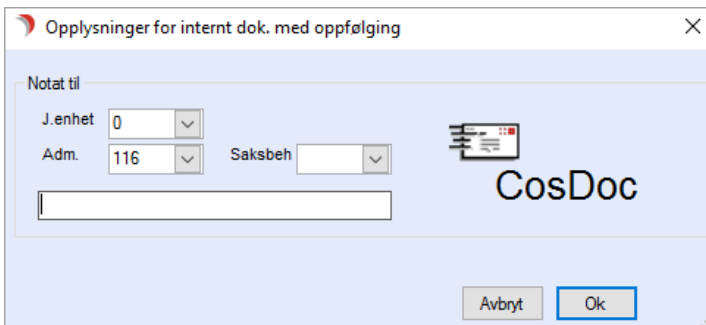 Opplysninger for internt dok. med oppfølging
Notat til
J.enhet 0
Adm. 116 Saksbeh
CosDoc
Avbryt Ok